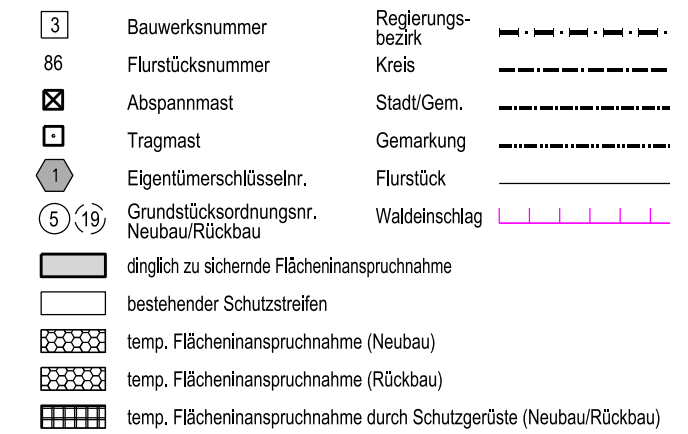 3 Bauwerksnummer
86 Flurstücksnummer
Abspannmast
Tragmast
1 Eigentümerschlüsselnr.
5 19 Grundstücksordnungsnr.
Neubau/Rückbau
dinglich zu sichernde Flächeninanspruchnahme
bestehender Schutzstreifen
temp. Flächeninanspruchnahme (Neubau)
temp. Flächeninanspruchnahme (Rückbau)
temp. Flächeninanspruchnahme durch Schutzgerüste (Neubau/Rückbau)
Regierungs-
bezirk
Kreis
Stadt/Gem.
Gemarkung
Flurstück
Waldeinschlag